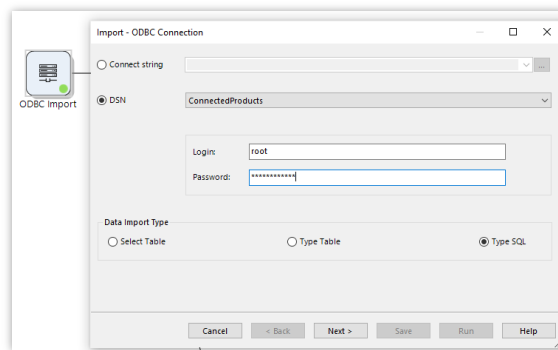 Import - ODBC Connection
Connect string
...
ODBC Import
DSN
ConnectedProducts
Login:
root
Password:
************
Data Import Type
Select Table
Type Table
Type SQL
Cancel
< Back
Next >
Save
Run
Help